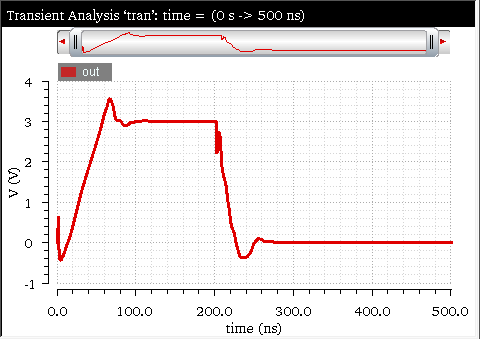 Transient Analysis ‘tran’: time = (0 s -> 500 ns)
out
4
3
2
1
0
-1
V (V)
0.0 100.0 200.0 300.0 400.0 500.0
time (ns)